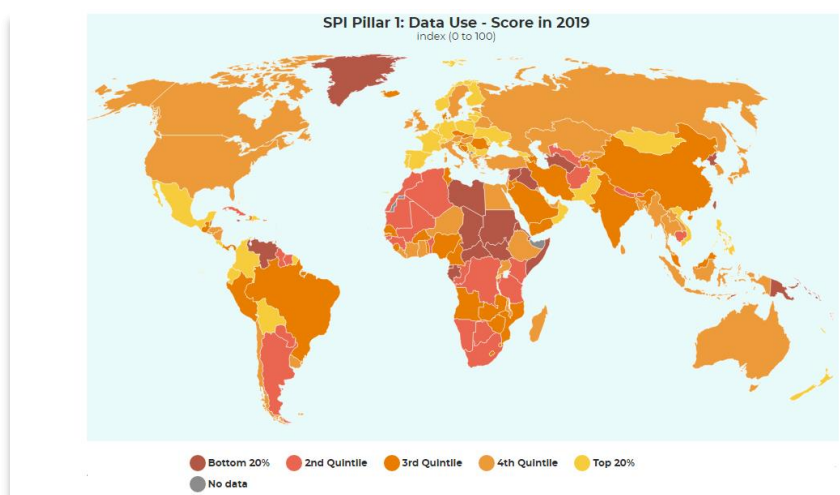 SPI Pillar 1: Data Use - Score in 2019
index (0 to 100)
Bottom 20% 2nd Quintile 3rd Quintile 4th Quintile Top 20%
No data